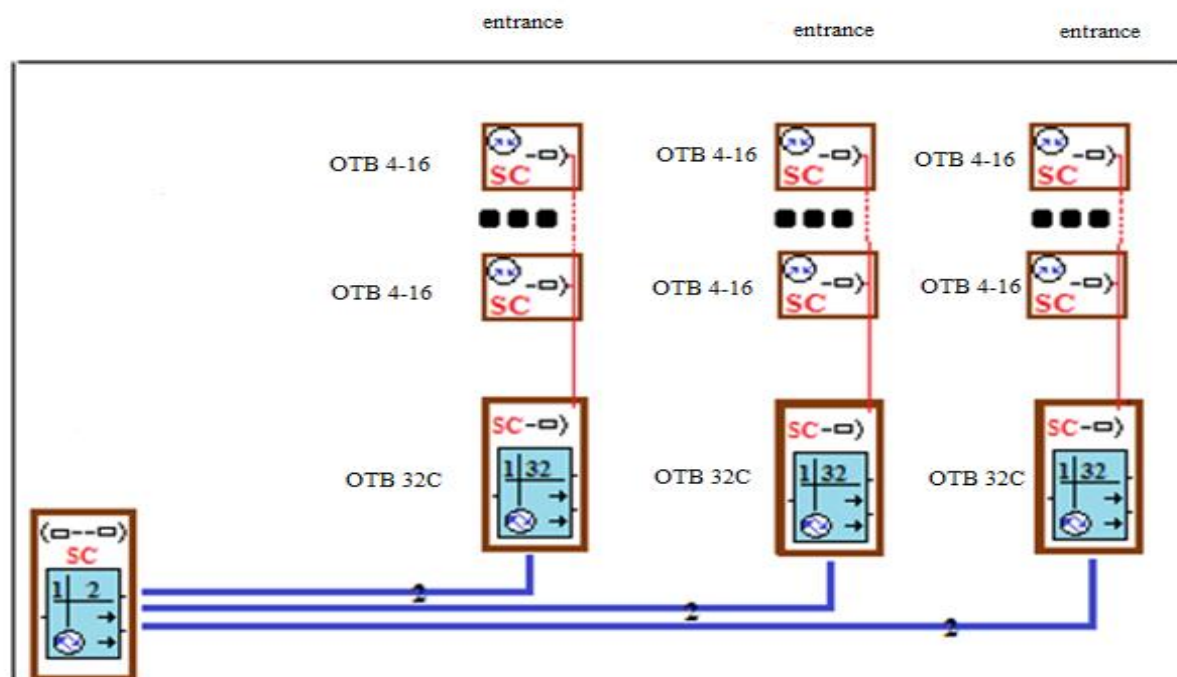 entrance
entrance
entrance
OTB 4-16
SC
OTB 4-16
SC
OTB 4-16
SC
OTB 4-16
SC
OTB 4-16
SC
OTB 4-16
SC
SC
SC
SC
OTB 32C
1 32
OTB 32C
1 32
OTB 32C
1 32
SC
1 2
2
2
2